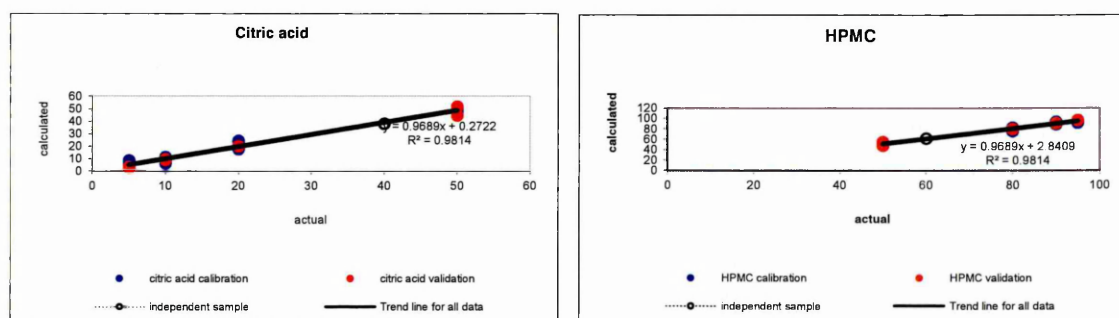 Citric acid
calculated
60
50
40
30
20
10
0
y = 0.9689x + 0.2722
R² = 0.9814
0 10 20 30 40 50 60
actual
citric acid calibration citric acid validation
independent sample Trend line for all data
HPMC
calculated
120
100
80
60
40
20
0
y = 0.9689x + 2.8409
R² = 0.9814
0 20 40 60 80 100
actual
HPMC calibration HPMC validation
independent sample Trend line for all data